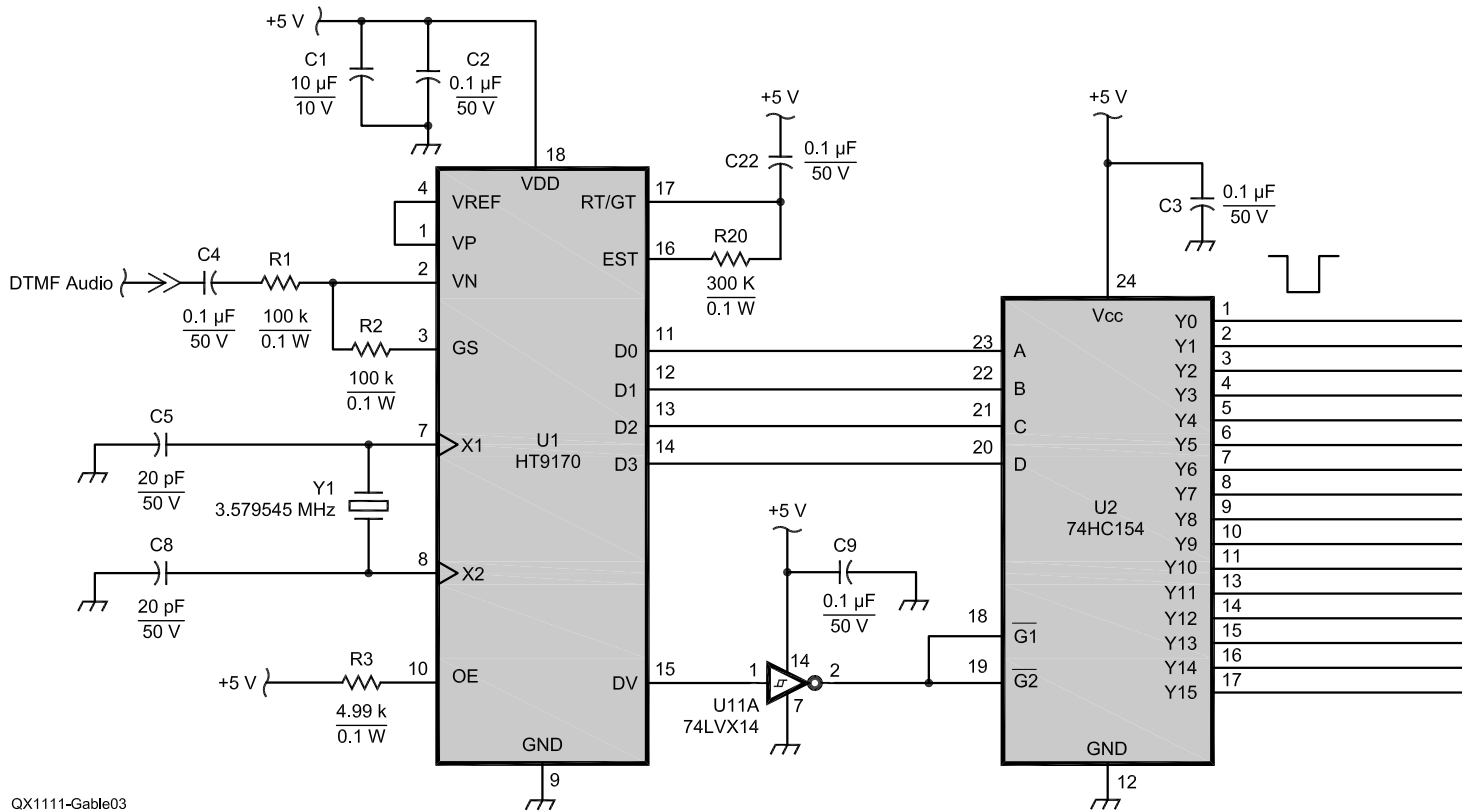 +5 V
C1
10 µF
10 V
C2
0.1 µF
50 V
+5 V
C22
0.1 µF
50 V
+5 V
C3
0.1 µF
50 V
18
VDD
4
VREF
1
VP
DTMF Audio
C4
0.1 µF
50 V
R1
100 k
0.1 W
2
VN
R2
100 k
0.1 W
3
GS
C5
20 pF
50 V
7
X1
Y1
3.579545 MHz
C8
20 pF
50 V
8
X2
+5 V
R3
4.99 k
0.1 W
10
OE
U1
HT9170
GND
9
RT/GT
17
EST
16
R20
300 K
0.1 W
D0
11
D1
12
D2
13
D3
14
DV
15
+5 V
C9
0.1 µF
50 V
1
14
2
7
U11A
74LVX14
24
Vcc
23
A
22
B
21
C
20
D
U2
74HC154
18
G1
19
G2
GND
12
Y0
1
Y1
2
Y2
3
Y3
4
Y4
5
Y5
6
Y6
7
Y7
8
Y8
9
Y9
10
Y10
11
Y11
13
Y12
14
Y13
15
Y14
16
Y15
17
QX1111-Gable03